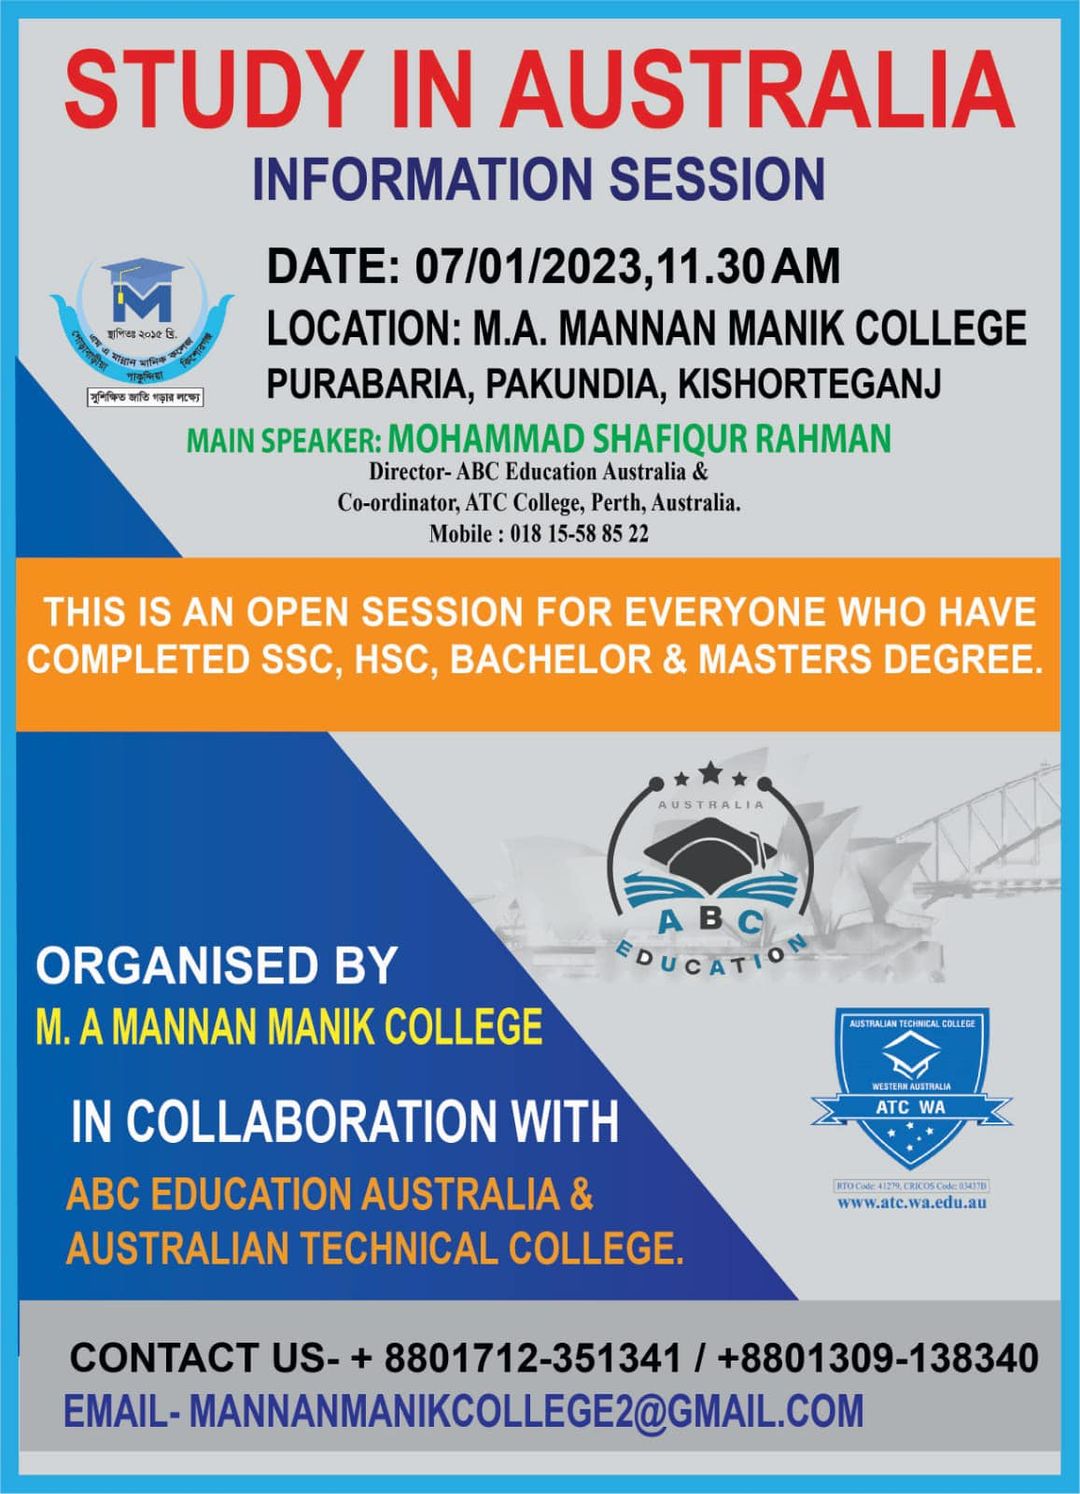 STUDY IN AUSTRALIA
INFORMATION SESSION
DATE: 07/01/2023,11.30 AM
LOCATION: M.A. MANNAN MANIK COLLEGE
PURABARIA, PAKUNDIA, KISHORTEGANJ
M
স্থাপিতঃ ২০১৫ খ্রি.
এম এ মান্নান মানিক কলেজ
পোড়াবাড়ীয়া পাকুন্দিয়া কিশোরগঞ্জ
সুশিক্ষিত জাতি গড়ার লক্ষ্যে
MAIN SPEAKER: MOHAMMAD SHAFIQUR RAHMAN
Director- ABC Education Australia &
Co-ordinator, ATC College, Perth, Australia.
Mobile : 018 15-58 85 22
THIS IS AN OPEN SESSION FOR EVERYONE WHO HAVE
COMPLETED SSC, HSC, BACHELOR & MASTERS DEGREE.
AUSTRALIA
ABC
EDUCATION
ORGANISED BY
M. A MANNAN MANIK COLLEGE
IN COLLABORATION WITH
ABC EDUCATION AUSTRALIA &
AUSTRALIAN TECHNICAL COLLEGE.
AUSTRALIAN TECHNICAL COLLEGE
WESTERN AUSTRALIA
ATC WA
RTO Code: 41279, CRICOS Code: 03437B
www.atc.wa.edu.au
CONTACT US- + 8801712-351341 / +8801309-138340
EMAIL- MANNANMANIKCOLLEGE2@GMAIL.COM